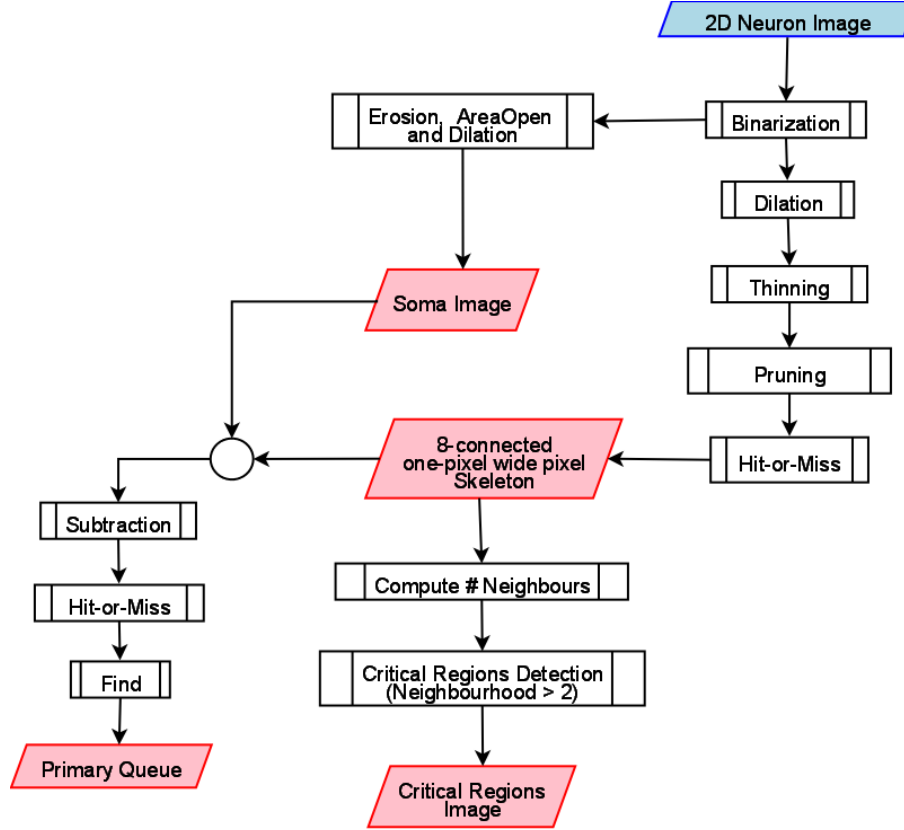 2D Neuron Image
Erosion, AreaOpen
and Dilation
Binarization
Dilation
Soma Image
Thinning
Pruning
8-connected
one-pixel wide pixel
Skeleton
Hit-or-Miss
Subtraction
Compute # Neighbours
Hit-or-Miss
Critical Regions Detection
(Neighbourhood > 2)
Find
Primary Queue
Critical Regions
Image